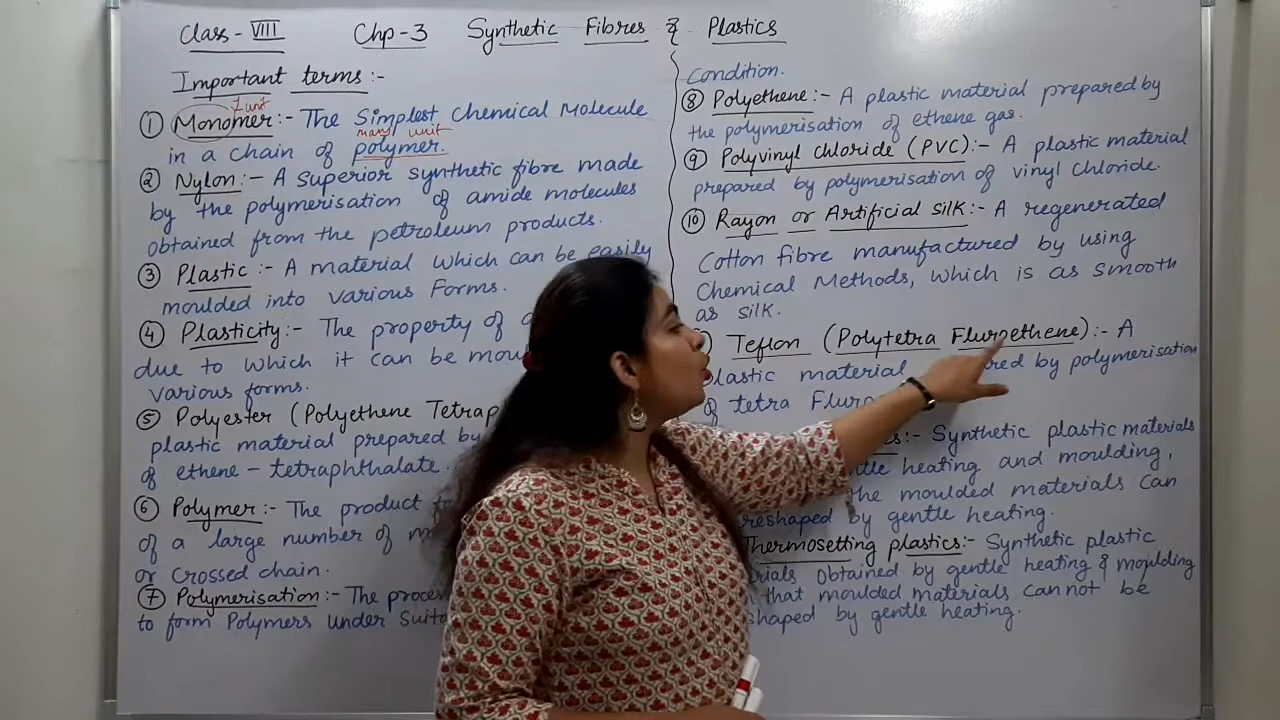 Class - VIII Chp-3 Synthetic Fibres & Plastics
Important terms:-
1 unit
① Monomer:- The Simplest Chemical Molecule
many unit
in a chain of polymer.
② Nylon:- A Superior synthetic fibre made
by the polymerisation of amide molecules
obtained from the petroleum products.
③ Plastic:- A material which can be easily
moulded into various Forms.
④ Plasticity:- The property of
due to which it can be
various forms.
⑤ Polyester (Polyethene
plastic material prepared by
of ethene - tetraphthalate.
⑥ Polymer:- The product
of a large number of
or Crossed chain.
⑦ Polymerisation:- The
to form Polymers under
Condition.
⑧ Polyethene:- A plastic material prepared by
the polymerisation of ethene gas.
⑨ Polyvinyl chloride (PVC):- A plastic material
prepared by polymerisation of vinyl Chloride.
⑩ Rayon or Artificial silk:- A regenerated
Cotton fibre manufactured by using
Chemical Methods, which is as smooth
as silk.
Teflon (Polytetra Fluroethene):- A
material by polymerisation
of tetra
:- Synthetic plastic materials
heating and moulding,
the moulded materials can
reshaped by gentle heating.
Thermosetting plastics:- Synthetic plastic
obtained by gentle heating & moulding
that moulded materials cannot be
by gentle heating.